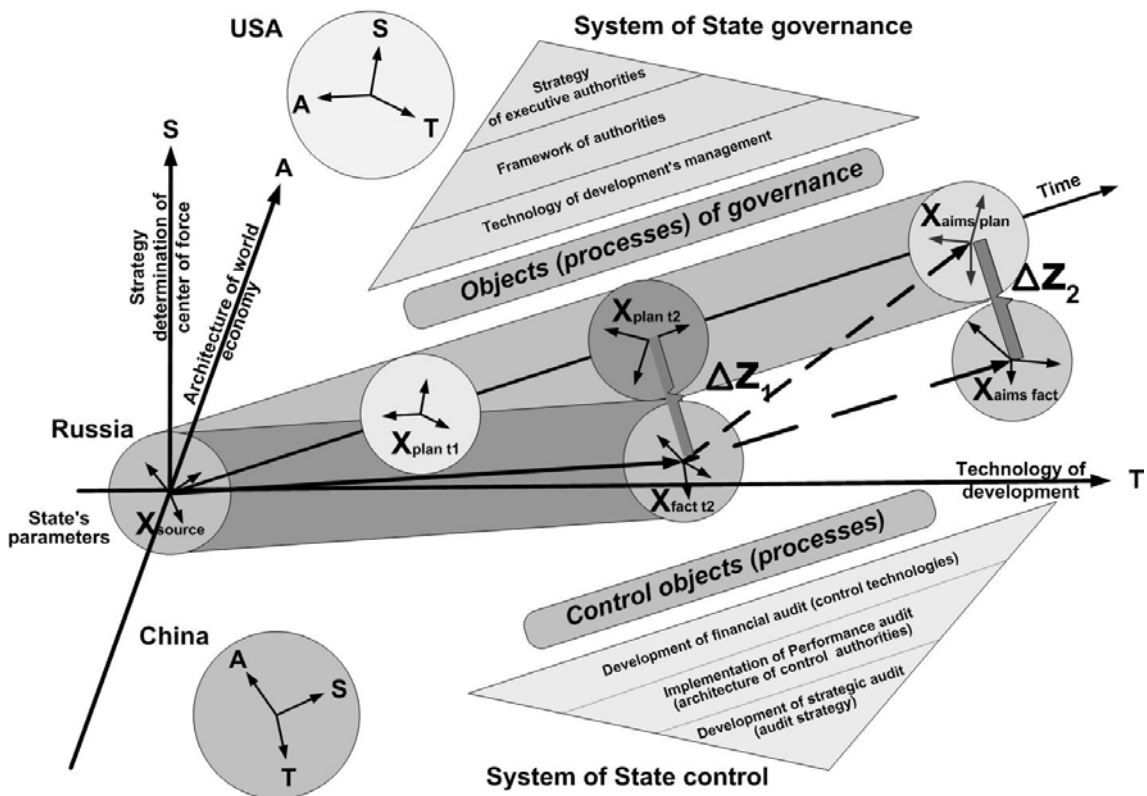 USA
S
A
T
System of State governance
Strategy
of executive authorities
Framework of authorities
Technology of development's management
Objects (processes) of governance
S
A
Strategy
determination of
center of force
Architecture of world
economy
Time
X aims plan
ΔZ2
X plan t2
ΔZ1
X aims fact
X plan t1
Russia
X source
State's
parameters
X fact t2
Technology of
development
T
Control objects (processes)
Development of financial audit (control technologies)
Implementation of Performance audit
(architecture of control authorities)
Development of strategic audit
(audit strategy)
China
A
S
T
System of State control